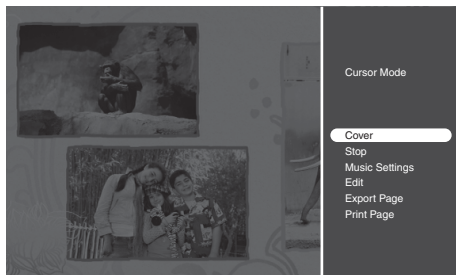 Cursor Mode
Cover
Stop
Music Settings
Edit
Export Page
Print Page